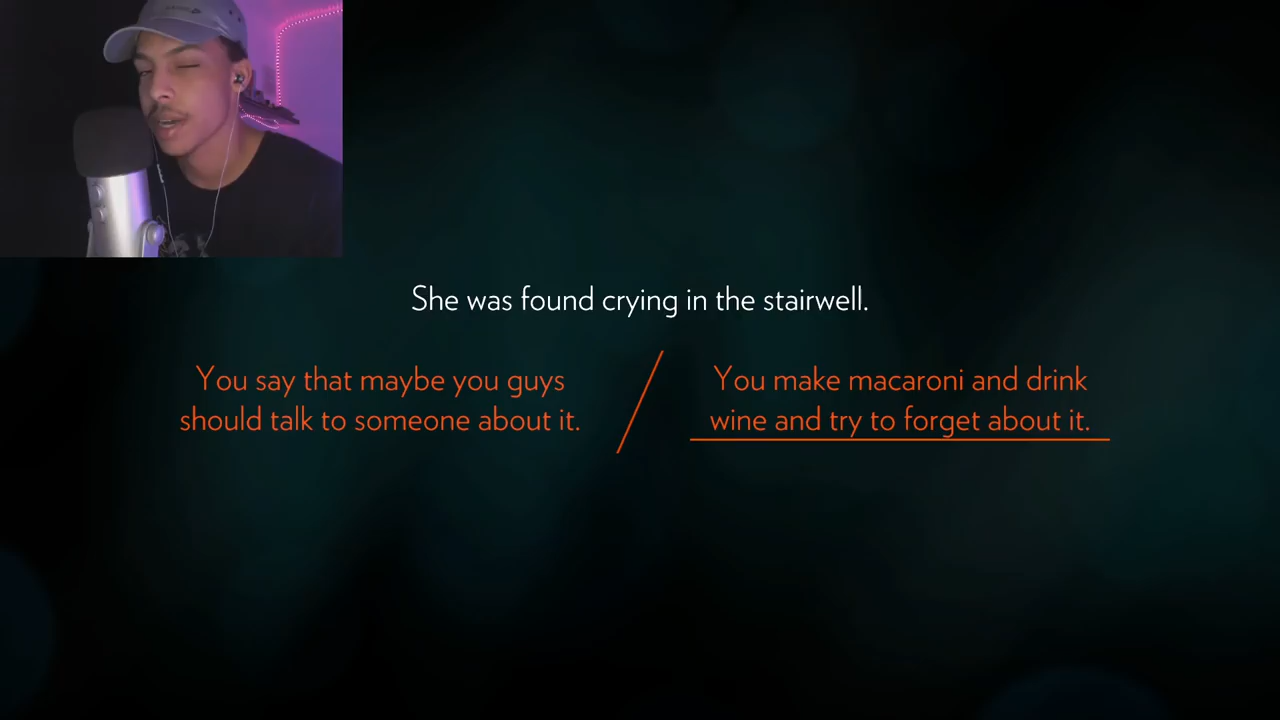 She was found crying in the stairwell.
You say that maybe you guys
should talk to someone about it.
You make macaroni and drink
wine and try to forget about it.